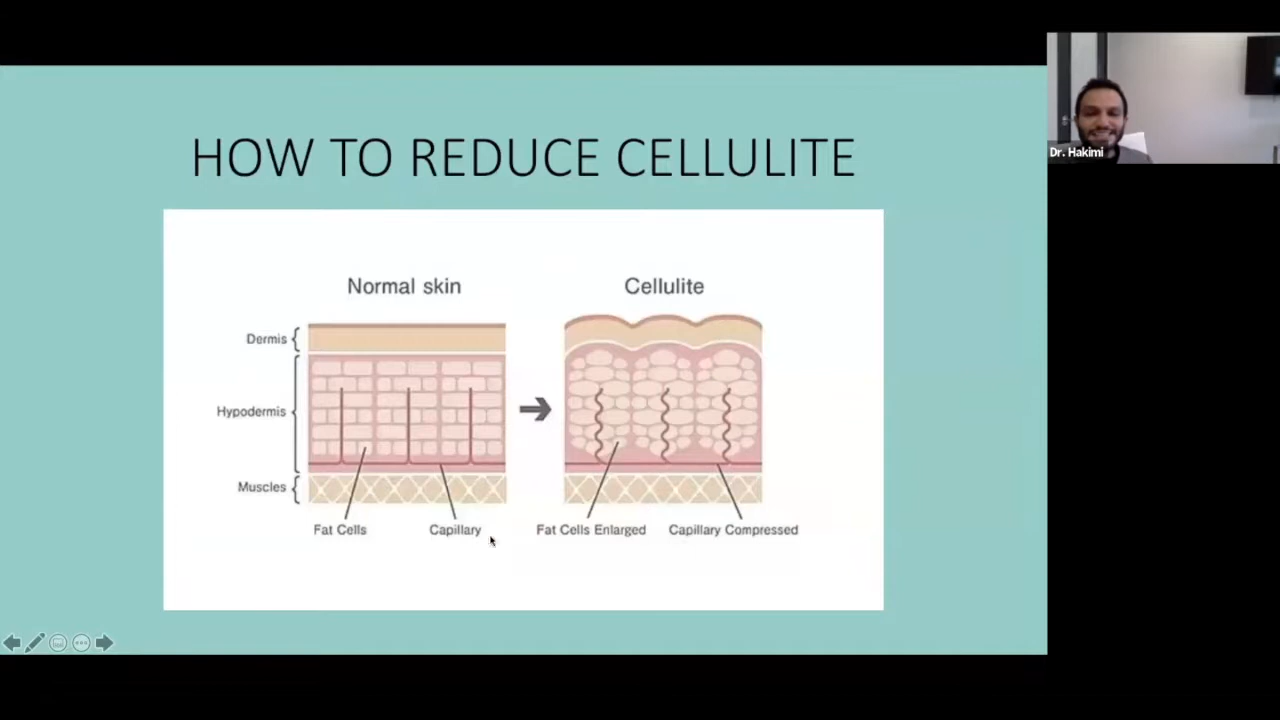 HOW TO REDUCE CELLULITE
Normal skin
Cellulite
Dermis
Hypodermis
Muscles
Fat Cells
Capillary
Fat Cells Enlarged
Capillary Compressed
Dr. Hakimi